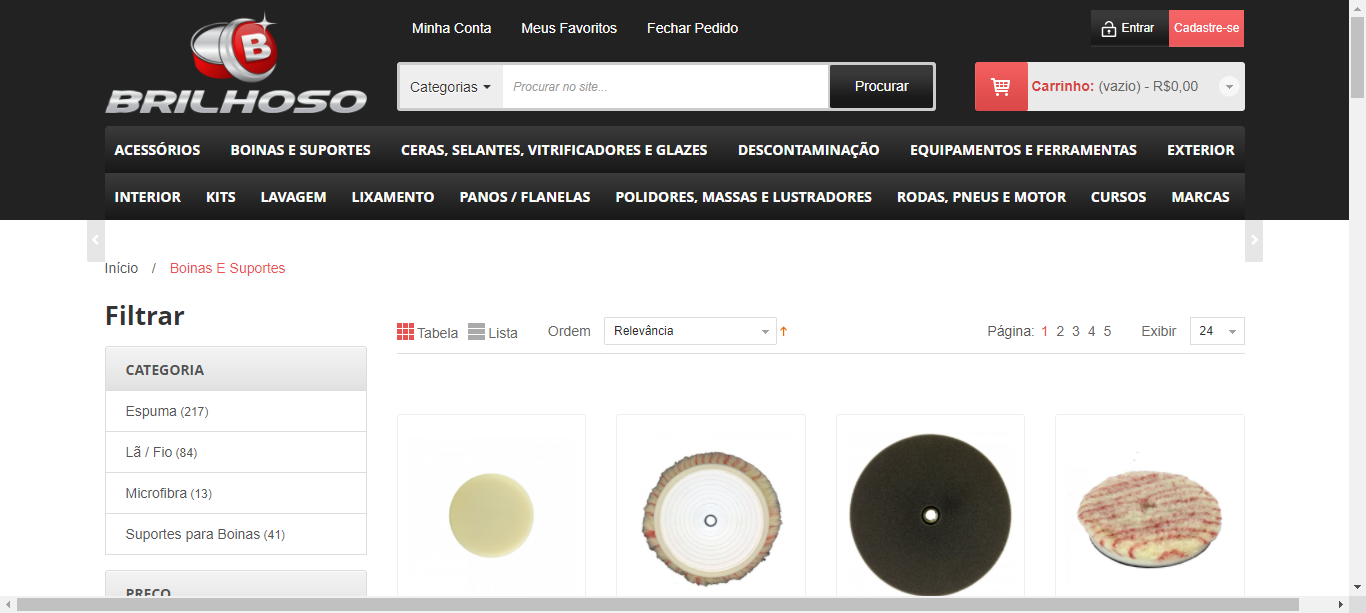 Minha Conta Meus Favoritos Fechar Pedido
Entrar Cadastre-se
B
BRILHOSO
Categorias Procurar no site... Procurar
Carrinho: (vazio) - R$0,00
ACESSÓRIOS BOINAS E SUPORTES CERAS, SELANTES, VITRIFICADORES E GLAZES DESCONTAMINAÇÃO EQUIPAMENTOS E FERRAMENTAS EXTERIOR
INTERIOR KITS LAVAGEM LIXAMENTO PANOS / FLANELAS POLIDORES, MASSAS E LUSTRADORES RODAS, PNEUS E MOTOR CURSOS MARCAS
Início / Boinas E Suportes
Filtrar
Tabela Lista Ordem Relevância Página: 1 2 3 4 5 Exibir 24
CATEGORIA
Espuma (217)
Lã / Fio (84)
Microfibra (13)
Suportes para Boinas (41)
PREÇO